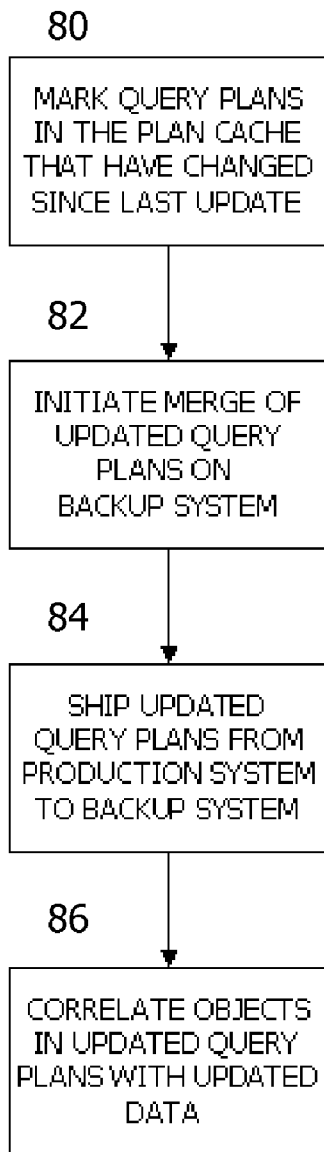 80
MARK QUERY PLANS
IN THE PLAN CACHE
THAT HAVE CHANGED
SINCE LAST UPDATE
82
INITIATE MERGE OF
UPDATED QUERY
PLANS ON
BACKUP SYSTEM
84
SHIP UPDATED
QUERY PLANS FROM
PRODUCTION SYSTEM
TO BACKUP SYSTEM
86
CORRELATE OBJECTS
IN UPDATED QUERY
PLANS WITH UPDATED
DATA